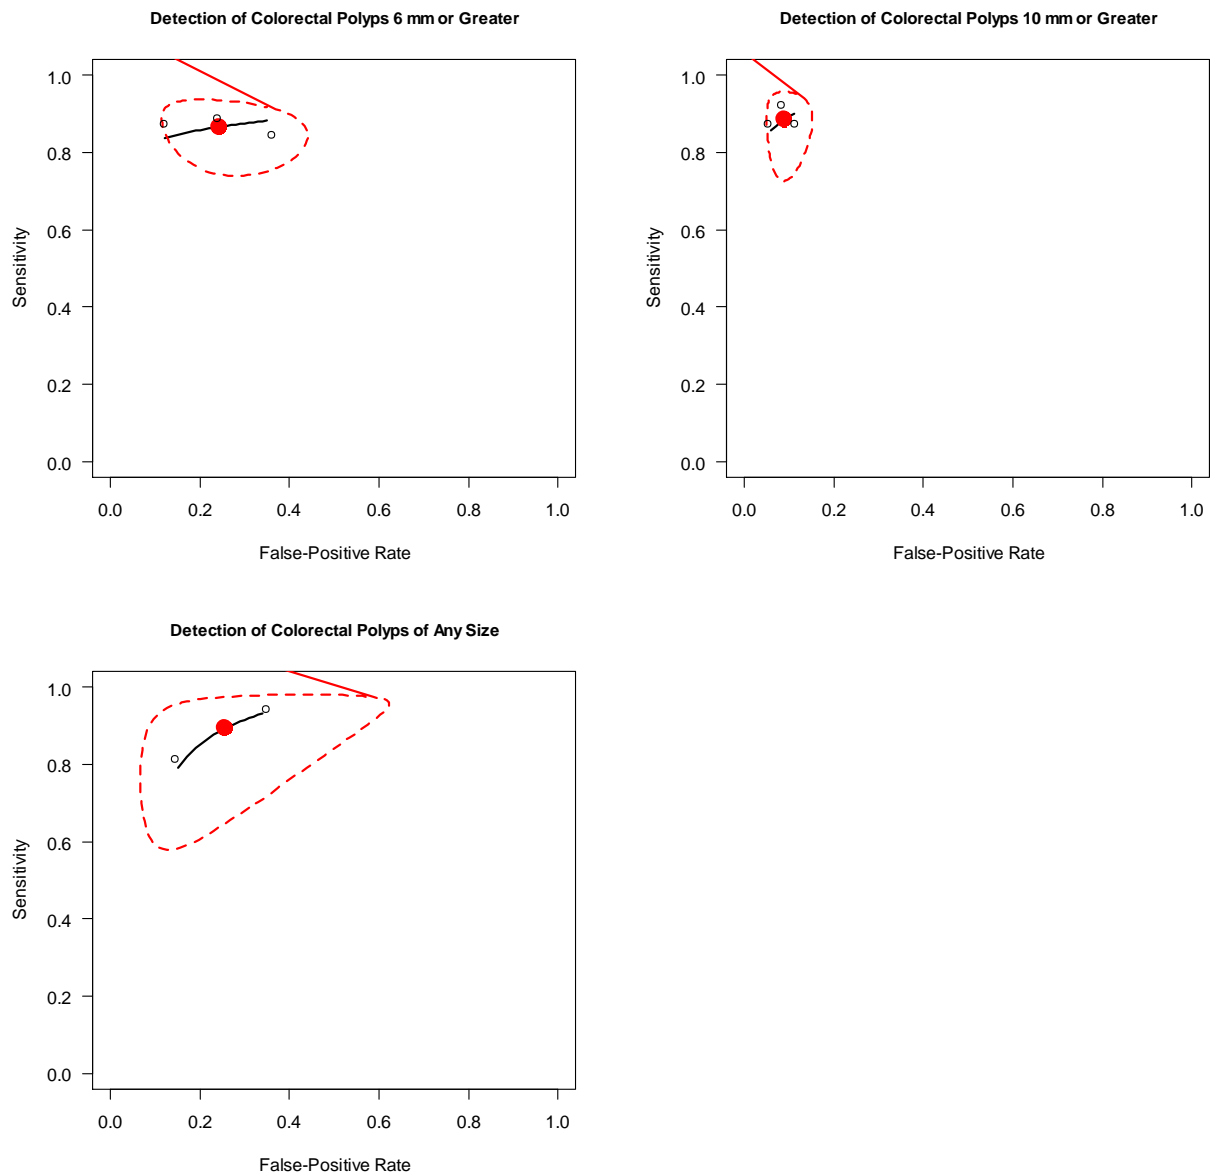 Detection of Colorectal Polyps 6 mm or Greater
1.0
0.8
0.6
0.4
0.2
0.0
Sensitivity
0.0 0.2 0.4 0.6 0.8 1.0
False-Positive Rate
Detection of Colorectal Polyps 10 mm or Greater
1.0
0.8
0.6
0.4
0.2
0.0
Sensitivity
0.0 0.2 0.4 0.6 0.8 1.0
False-Positive Rate
Detection of Colorectal Polyps of Any Size
1.0
0.8
0.6
0.4
0.2
0.0
Sensitivity
0.0 0.2 0.4 0.6 0.8 1.0
False-Positive Rate